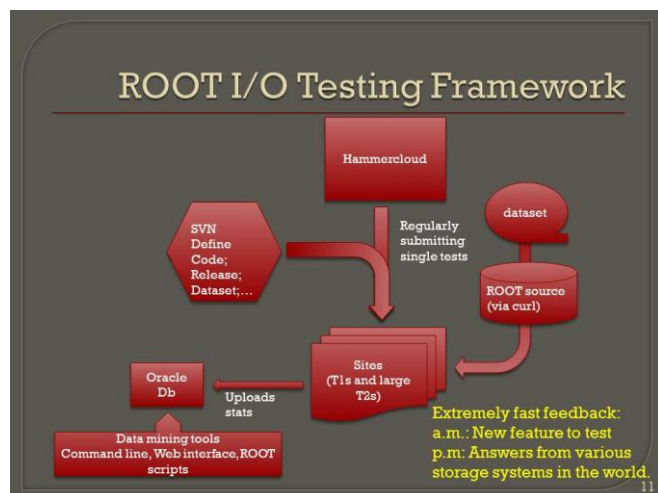 ROOT I/O Testing Framework
Hammercloud
SVN
Define
Code;
Release;
Dataset;...
Regularly
submitting
single tests
dataset
ROOT source
(via curl)
Sites
(T1s and large
T2s)
Oracle
Db
Uploads
stats
Data mining tools
Command line, Web interface,ROOT
scripts
Extremely fast feedback:
a.m.: New feature to test
p.m: Answers from various
storage systems in the world.
11